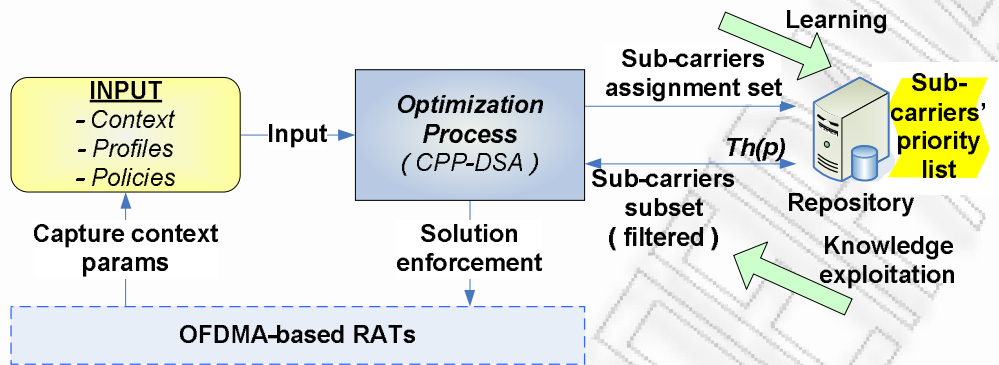 Learning
Sub-carriers
assignment set
INPUT
- Context
- Profiles
- Policies
Input
Optimization
Process
( CPP-DSA )
Sub-
carriers'
priority
list
Th(p)
Sub-carriers
subset
( filtered )
Repository
Capture context
params
Solution
enforcement
Knowledge
exploitation
OFDMA-based RATs